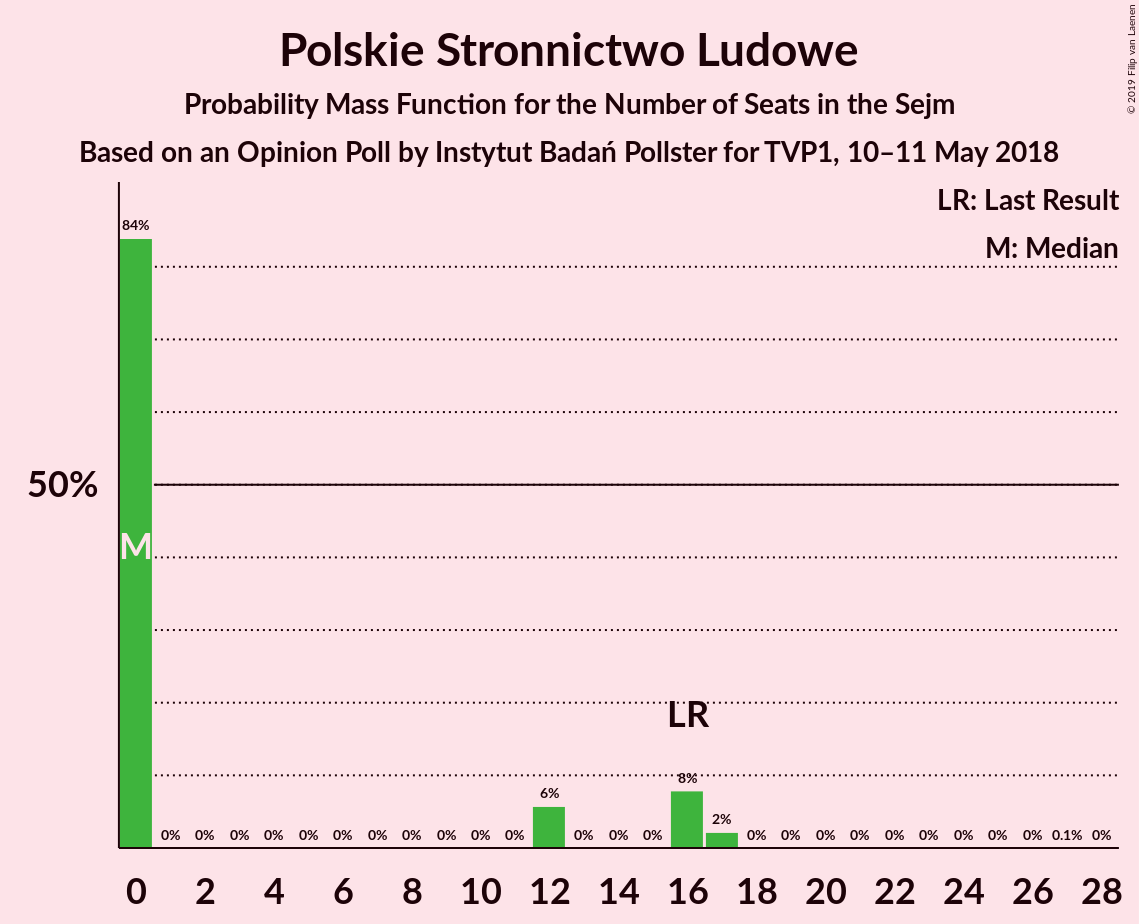 Polskie Stronnictwo Ludowe
Probability Mass Function for the Number of Seats in the Sejm
Based on an Opinion Poll by Instytut Badań Pollster for TVP1, 10–11 May 2018
© 2019 Filip van Laenen
LR: Last Result
M: Median
84%
50%
M
LR
8%
6%
2%
0% 0% 0% 0% 0% 0% 0% 0% 0% 0% 0% 0% 0% 0% 0% 0% 0% 0% 0% 0% 0% 0% 0% 0.1% 0%
0 2 4 6 8 10 12 14 16 18 20 22 24 26 28